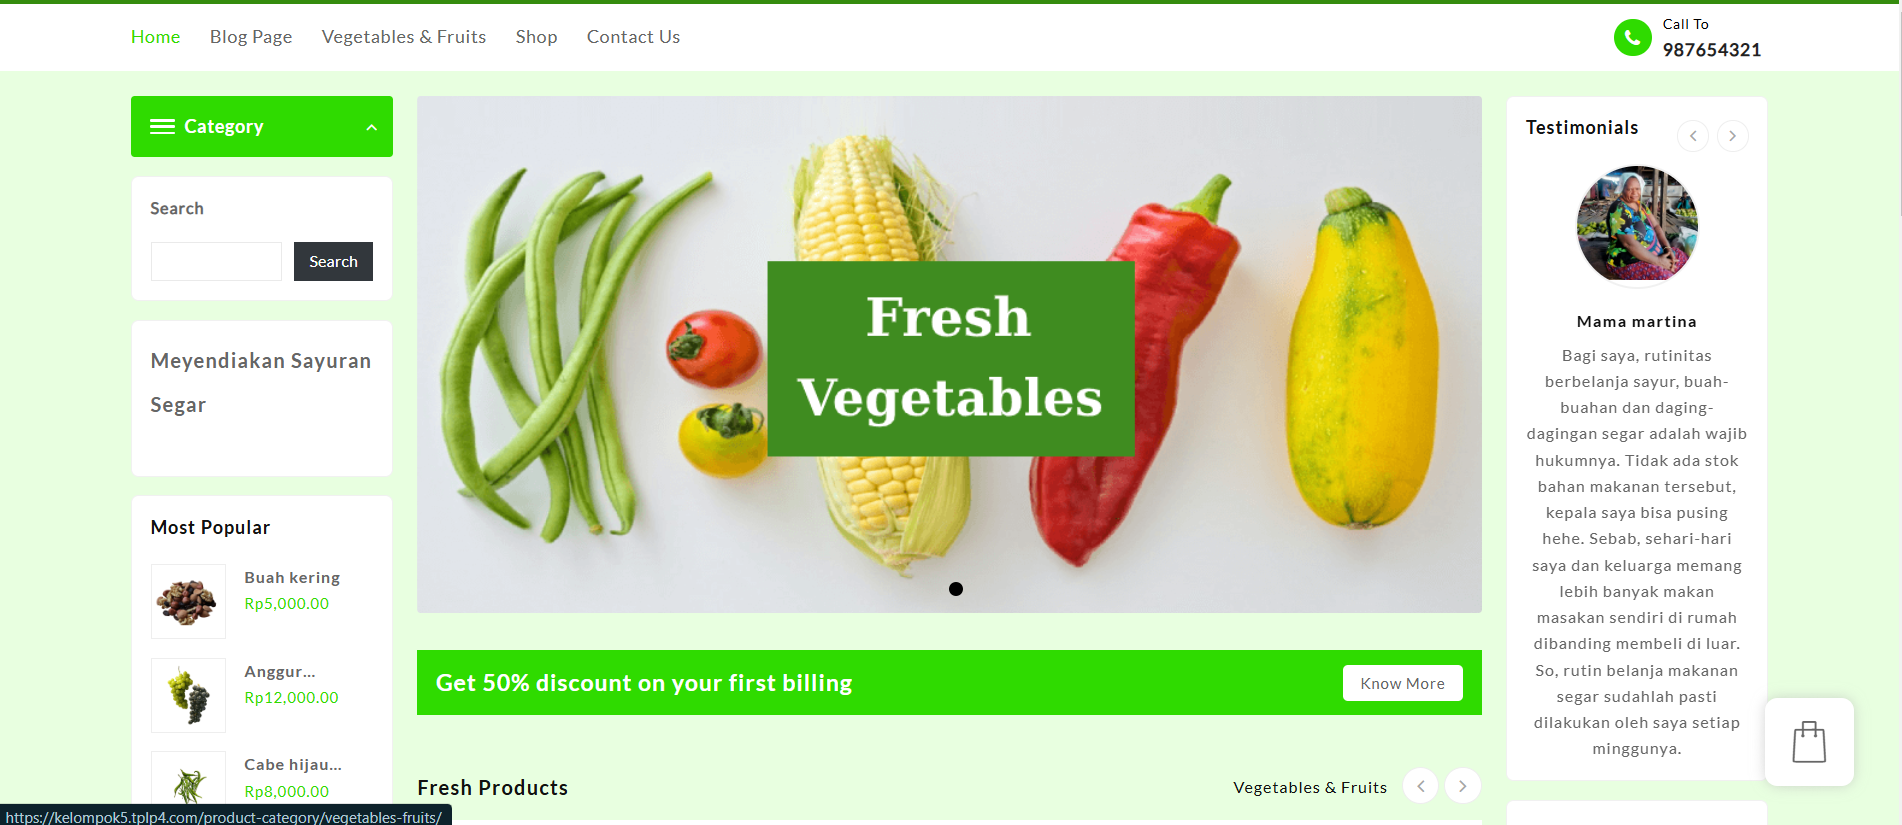 Home Blog Page Vegetables & Fruits Shop Contact Us
Call To
987654321
Category
Search
Search
Meyendiakan Sayuran
Segar
Most Popular
Buah kering
Rp5,000.00
Anggur...
Rp12,000.00
Cabe hijau...
Rp8,000.00
Fresh
Vegetables
Get 50% discount on your first billing
Know More
Fresh Products
Vegetables & Fruits
Testimonials
Mama martina
Bagi saya, rutinitas
berbelanja sayur, buah-
buahan dan daging-
dagingan segar adalah wajib
hukumnya. Tidak ada stok
bahan makanan tersebut,
kepala saya bisa pusing
hehe. Sebab, sehari-hari
saya dan keluarga memang
lebih banyak makan
masakan sendiri di rumah
dibanding membeli di luar.
So, rutin belanja makanan
segar sudahlah pasti
dilakukan oleh saya setiap
minggunya.
https://kelompok5.tplp4.com/product-category/vegetables-fruits/